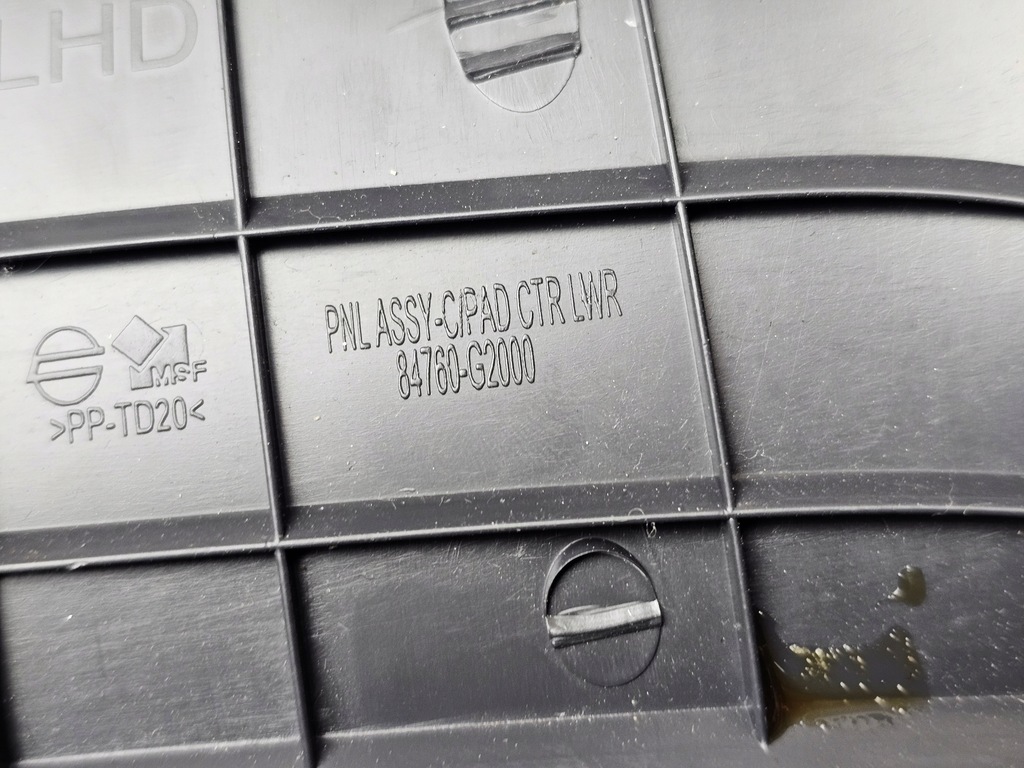 LHD
PNL ASSY-C/PAD CTR LWR
84760-G2000
MSF
>PP-TD20<